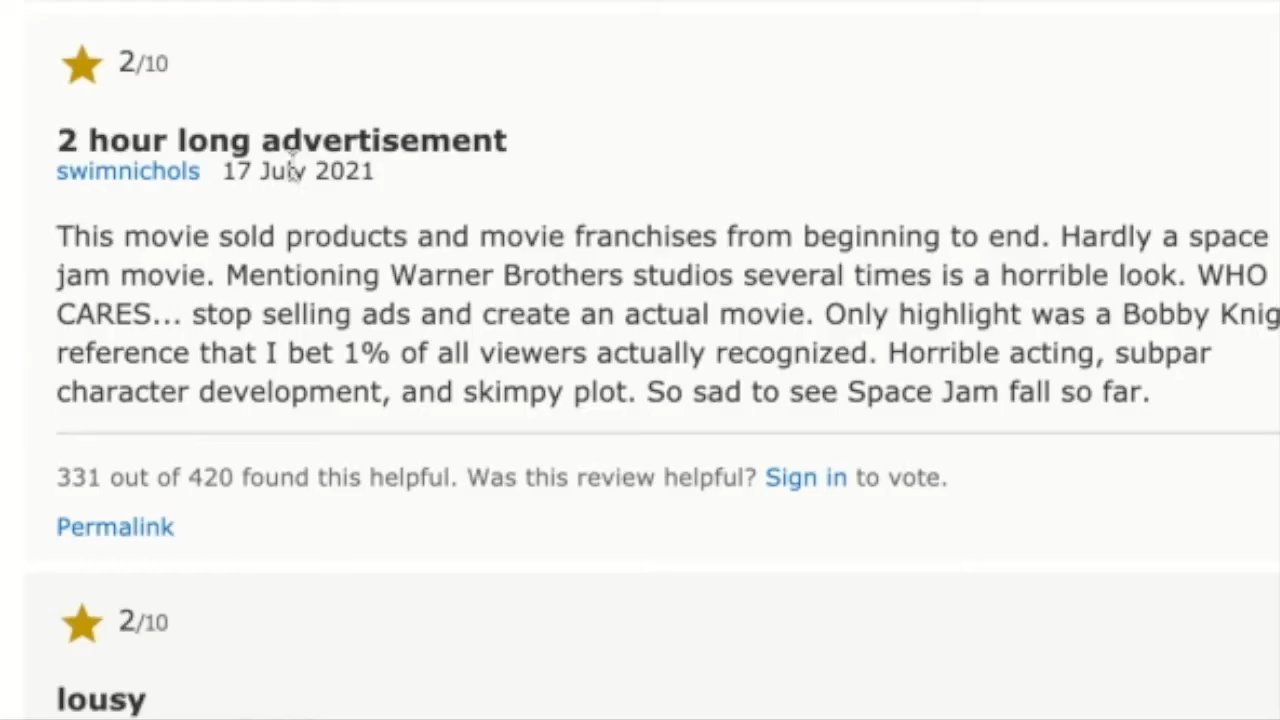 2/10
2 hour long advertisement
swimnichols 17 July 2021
This movie sold products and movie franchises from beginning to end. Hardly a space
jam movie. Mentioning Warner Brothers studios several times is a horrible look. WHO
CARES... stop selling ads and create an actual movie. Only highlight was a Bobby Knig
reference that I bet 1% of all viewers actually recognized. Horrible acting, subpar
character development, and skimpy plot. So sad to see Space Jam fall so far.
331 out of 420 found this helpful. Was this review helpful? Sign in to vote.
Permalink
2/10
lousy